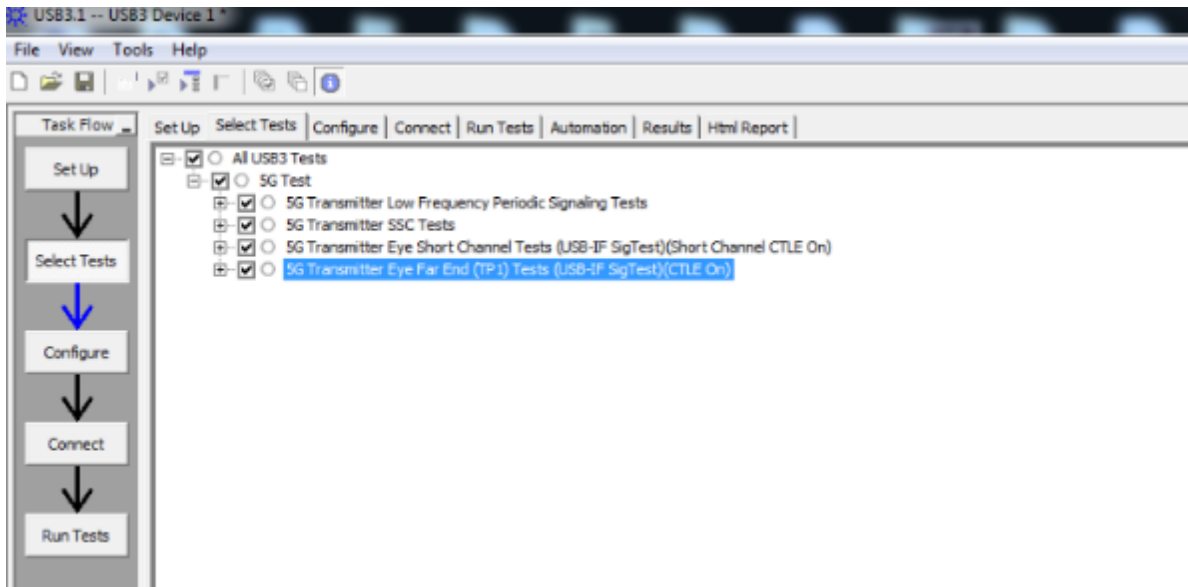 USB3.1 -- USB3 Device 1 *
File View Tools Help
Task Flow
Set Up Select Tests Configure Connect Run Tests Automation Results Html Report
Set Up
Select Tests
Configure
Connect
Run Tests
All USB3 Tests
5G Test
5G Transmitter Low Frequency Periodic Signaling Tests
5G Transmitter SSC Tests
5G Transmitter Eye Short Channel Tests (USB-IF SigTest)(Short Channel CTLE On)
5G Transmitter Eye Far End (TP1) Tests (USB-IF SigTest)(CTLE On)